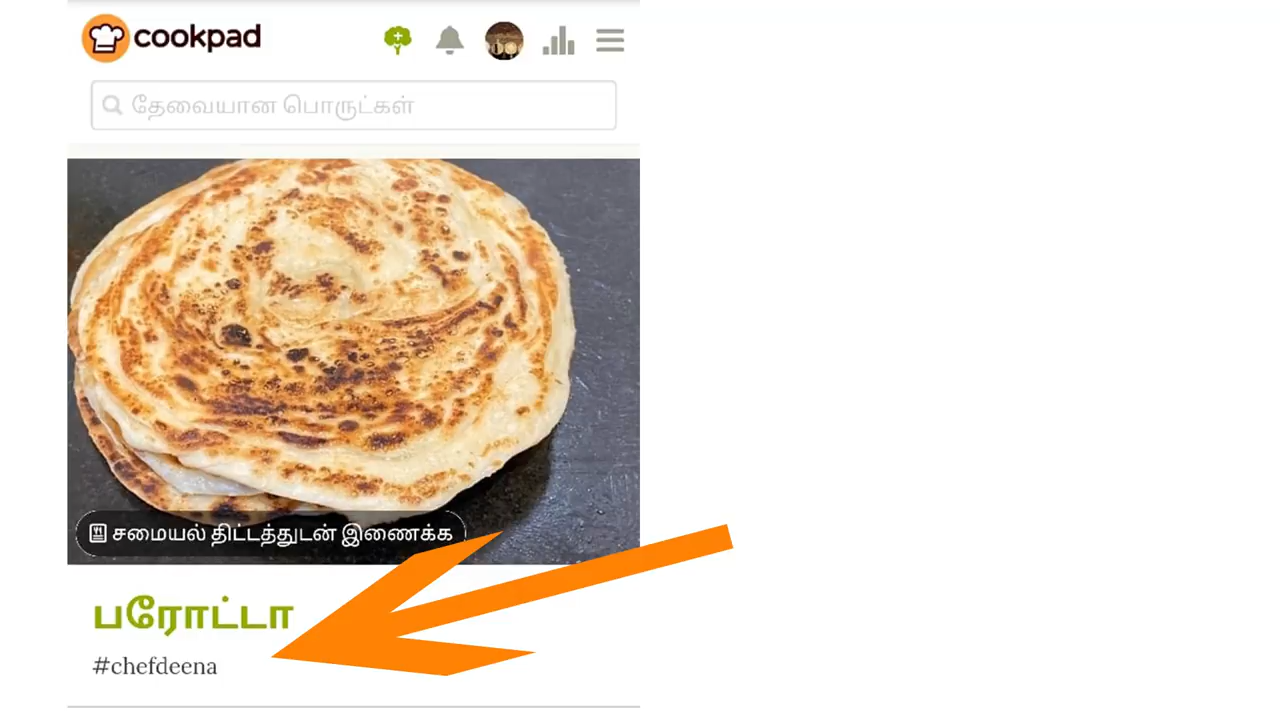 cookpad
தேவையான பொருட்கள்
சமையல் திட்டத்துடன் இணைக்க
பரோட்டா
#chefdeena